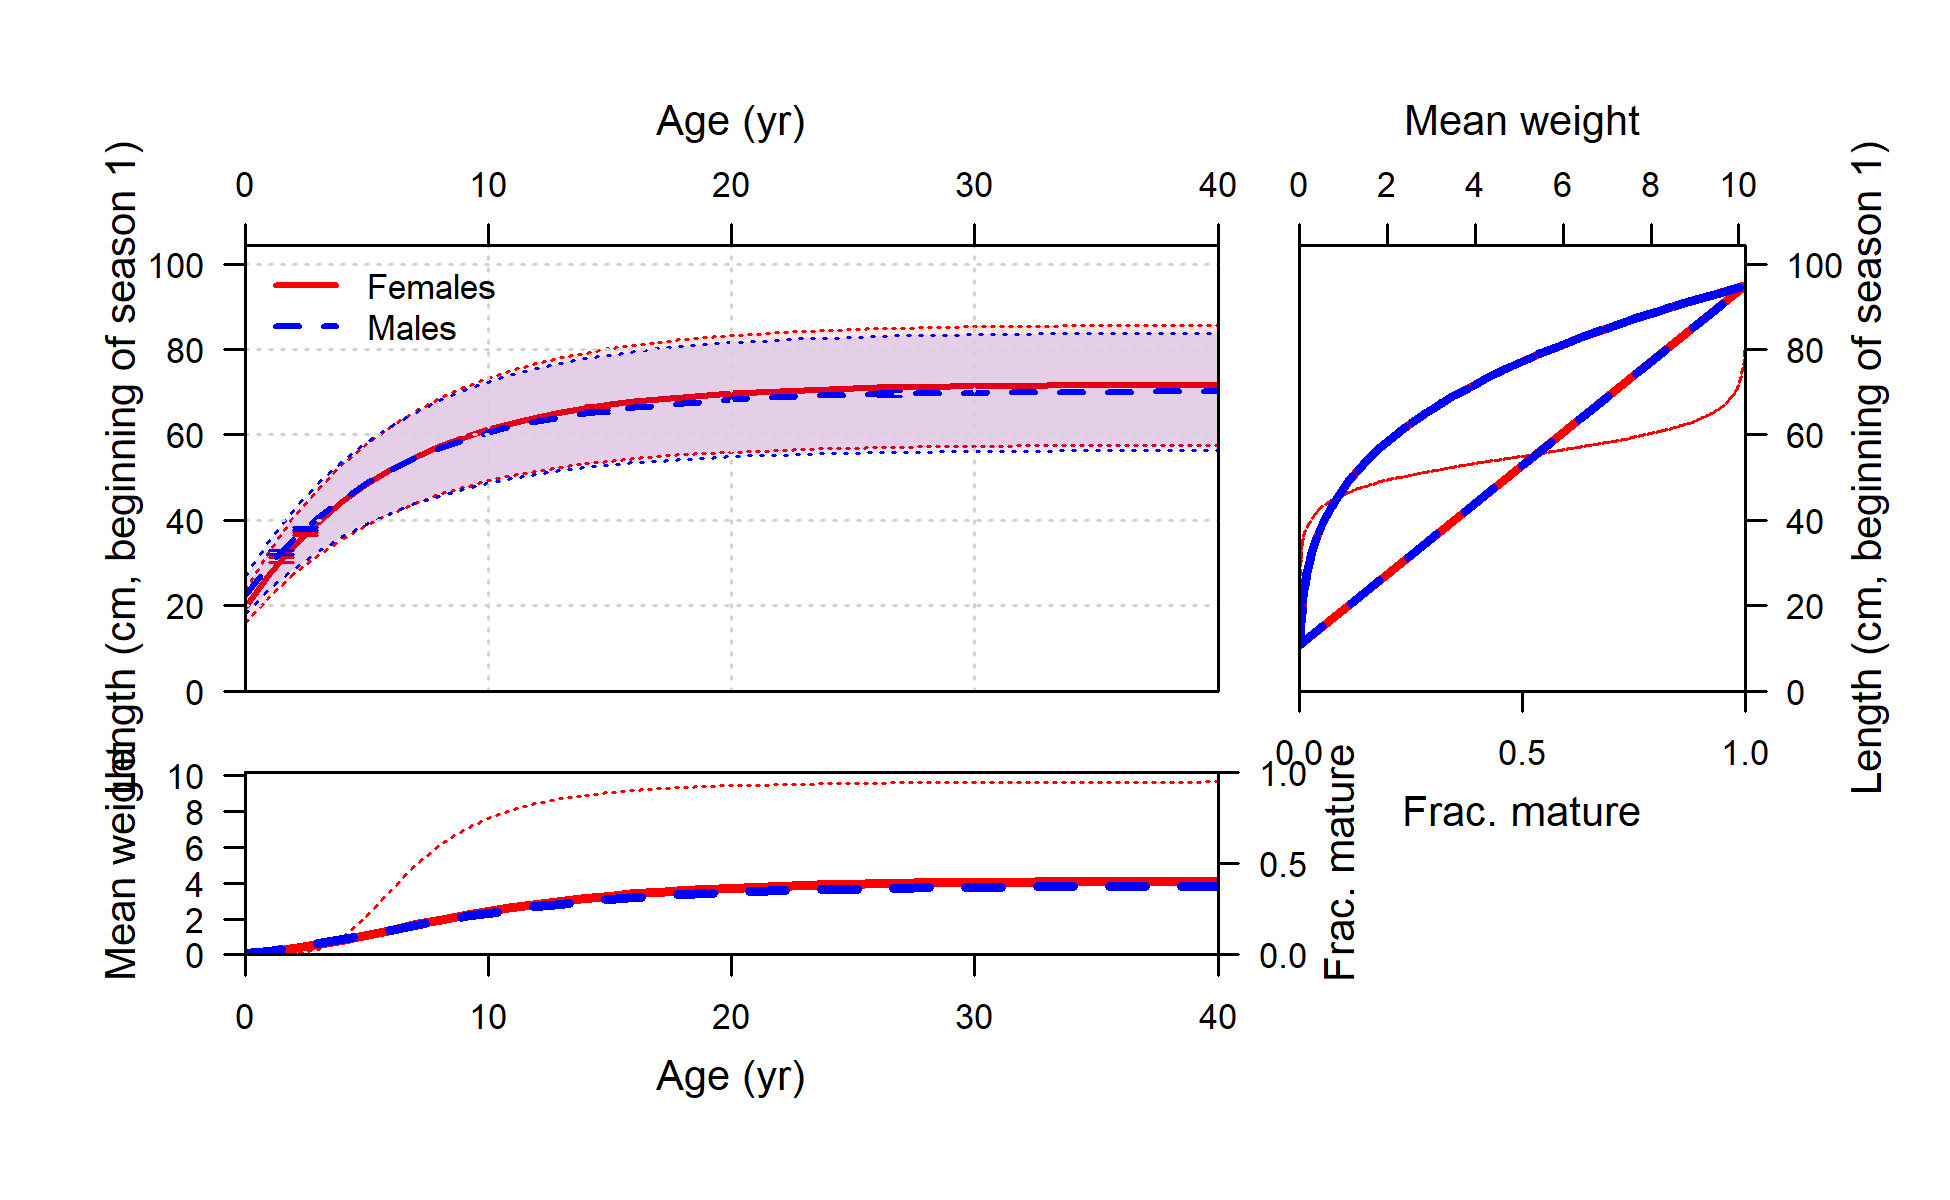 Age (yr)
Mean weight
0 10 20 30 40
0 2 4 6 8 10
Length (cm, beginning of season 1)
100
80
60
40
20
0
Females
Males
100
80
60
40
20
0
Length (cm, beginning of season 1)
0.0 0.5 1.0
Frac. mature
Mean weight
10
8
6
4
2
0
1.0
0.5
0.0
Frac. mature
0 10 20 30 40
Age (yr)